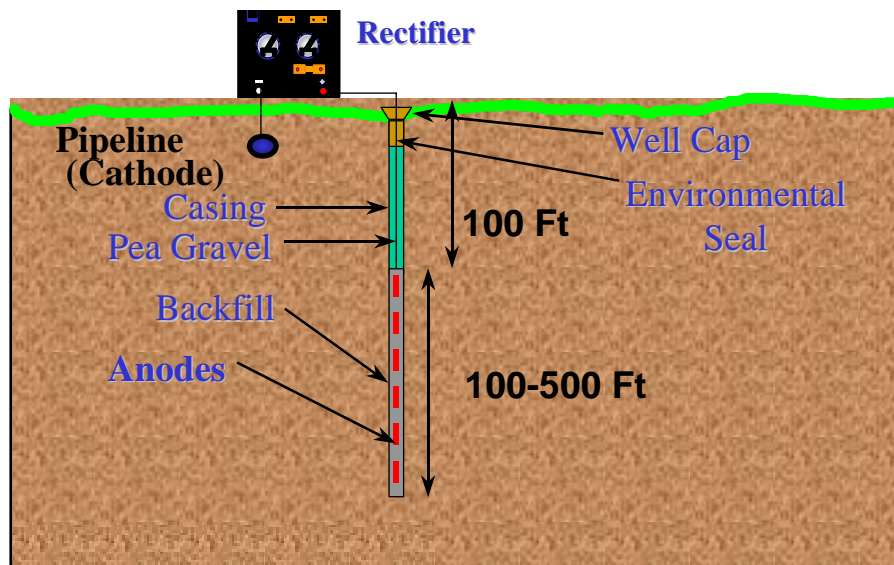 Rectifier
Pipeline
(Cathode)
Well Cap
Casing
Environmental
Seal
100 Ft
Pea Gravel
Backfill
Anodes
100-500 Ft